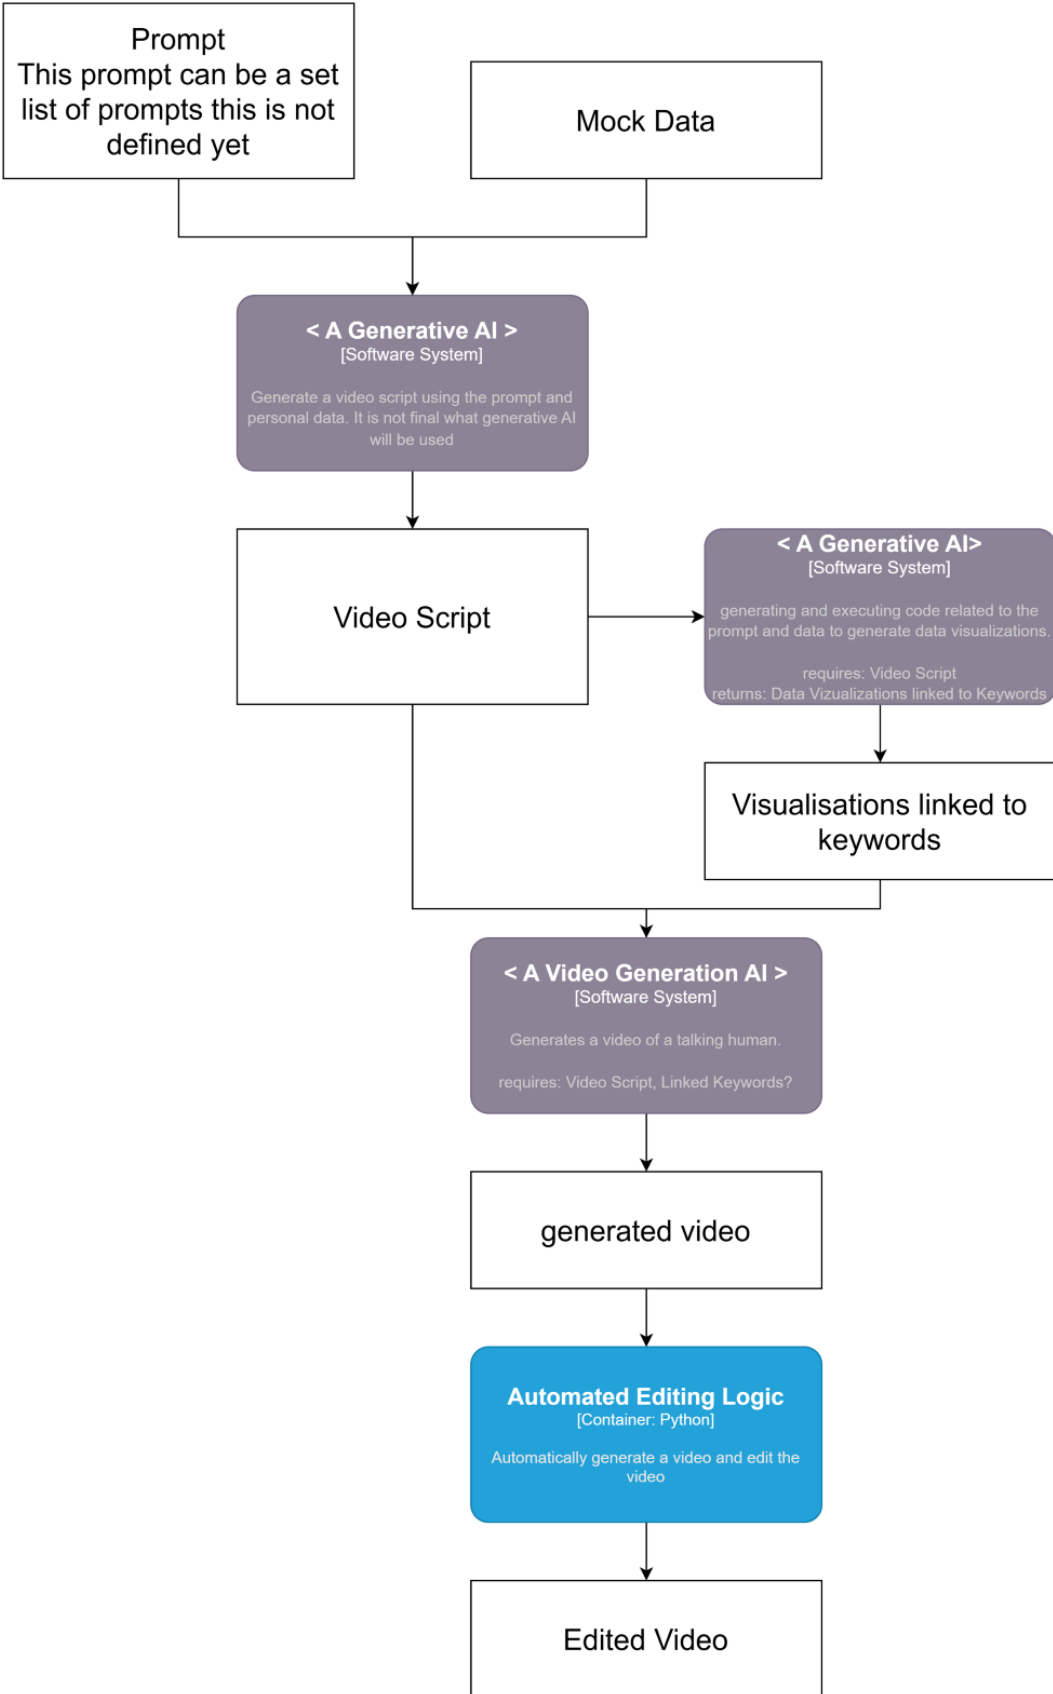 Prompt
This prompt can be a set
list of prompts this is not
defined yet
Mock Data
< A Generative AI >
[Software System]
Generate a video script using the prompt and
personal data. It is not final what generative AI
will be used
Video Script
< A Generative AI>
[Software System]
generating and executing code related to the
prompt and data to generate data visualizations.
requires: Video Script
returns: Data Vizualizations linked to Keywords
Visualisations linked to
keywords
< A Video Generation AI >
[Software System]
Generates a video of a talking human.
requires: Video Script, Linked Keywords?
generated video
Automated Editing Logic
[Container: Python]
Automatically generate a video and edit the
video
Edited Video